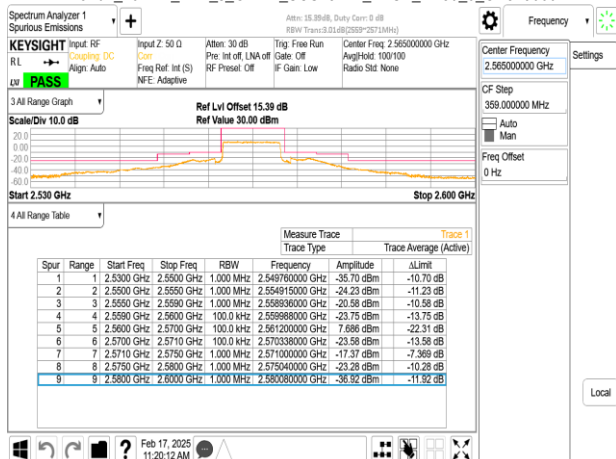 Spectrum Analyzer 1
Spurious Emissions
Attn: 15.39dB, Duty Corr: 0 dB
RBW Trans:3.01dB(2559~2571MHz)
Frequency
Settings
KEYSIGHT
RL
LXI
PASS
Input: RF
Coupling: DC
Align: Auto
Input Z: 50 Ω
Corr
Freq Ref: Int (S)
NFE: Adaptive
Atten: 30 dB
Pre: Int off, LNA off
RF Preset: Off
Trig: Free Run
Gate: Off
IF Gain: Low
Center Freq: 2.565000000 GHz
Avg|Hold: 100/100
Radio Std: None
Center Frequency
2.565000000 GHz
CF Step
359.000000 MHz
Auto
Man
Freq Offset
0 Hz
Local
3 All Range Graph
Scale/Div 10.0 dB
Ref Lvl Offset 15.39 dB
Ref Value 30.00 dBm
20.0
0.00
-20.0
-40.0
-60.0
Start 2.530 GHz
Stop 2.600 GHz
4 All Range Table
Measure Trace Trace 1
Trace Type Trace Average (Active)
Spur Range Start Freq Stop Freq RBW Frequency Amplitude ΔLimit
1 1 2.5300 GHz 2.5500 GHz 1.000 MHz 2.549760000 GHz -35.70 dBm -10.70 dB
2 2 2.5500 GHz 2.5550 GHz 1.000 MHz 2.554915000 GHz -24.23 dBm -11.23 dB
3 3 2.5550 GHz 2.5590 GHz 1.000 MHz 2.558936000 GHz -20.58 dBm -10.58 dB
4 4 2.5590 GHz 2.5600 GHz 100.0 kHz 2.559988000 GHz -23.75 dBm -13.75 dB
5 5 2.5600 GHz 2.5700 GHz 100.0 kHz 2.561200000 GHz 7.686 dBm -22.31 dB
6 6 2.5700 GHz 2.5710 GHz 100.0 kHz 2.570338000 GHz -23.58 dBm -13.58 dB
7 7 2.5710 GHz 2.5750 GHz 1.000 MHz 2.571000000 GHz -17.37 dBm -7.369 dB
8 8 2.5750 GHz 2.5800 GHz 1.000 MHz 2.575040000 GHz -23.28 dBm -10.28 dB
9 9 2.5800 GHz 2.6000 GHz 1.000 MHz 2.580080000 GHz -36.92 dBm -11.92 dB
Feb 17, 2025
11:20:12 AM